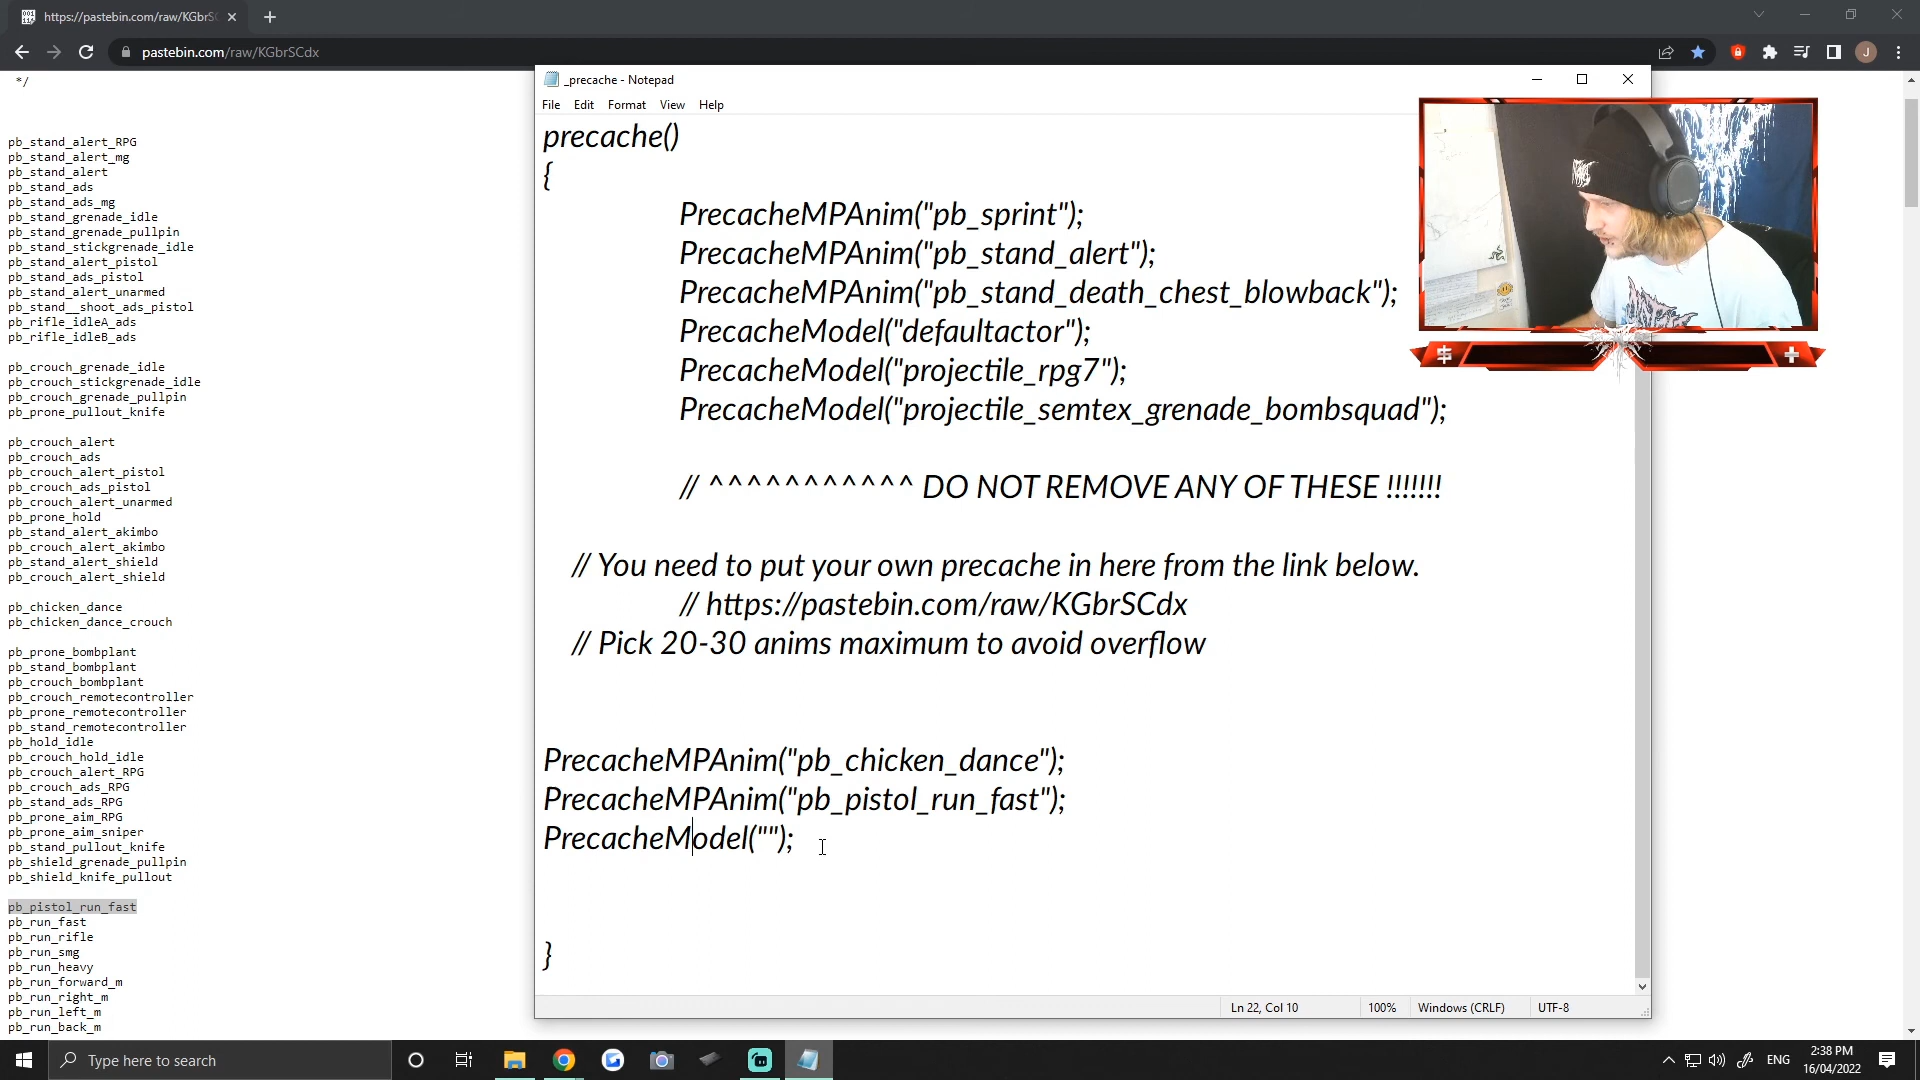 https://pastebin.com/raw/KGbrS
pastebin.com/raw/KGbrSCdx
J
*/
pb_stand_alert_RPG
pb_stand_alert_mg
pb_stand_alert
pb_stand_ads
pb_stand_ads_mg
pb_stand_grenade_idle
pb_stand_grenade_pullpin
pb_stand_stickgrenade_idle
pb_stand_alert_pistol
pb_stand_ads_pistol
pb_stand_alert_unarmed
pb_stand__shoot_ads_pistol
pb_rifle_idleA_ads
pb_rifle_idleB_ads
pb_crouch_grenade_idle
pb_crouch_stickgrenade_idle
pb_crouch_grenade_pullpin
pb_prone_pullout_knife
pb_crouch_alert
pb_crouch_ads
pb_crouch_alert_pistol
pb_crouch_ads_pistol
pb_crouch_alert_unarmed
pb_prone_hold
pb_stand_alert_akimbo
pb_crouch_alert_akimbo
pb_stand_alert_shield
pb_crouch_alert_shield
pb_chicken_dance
pb_chicken_dance_crouch
pb_prone_bombplant
pb_stand_bombplant
pb_crouch_bombplant
pb_crouch_remotecontroller
pb_prone_remotecontroller
pb_stand_remotecontroller
pb_hold_idle
pb_crouch_hold_idle
pb_crouch_alert_RPG
pb_crouch_ads_RPG
pb_stand_ads_RPG
pb_prone_aim_RPG
pb_prone_aim_sniper
pb_stand_pullout_knife
pb_shield_grenade_pullpin
pb_shield_knife_pullout
pb_pistol_run_fast
pb_run_fast
pb_run_rifle
pb_run_smg
pb_run_heavy
pb_run_forward_m
pb_run_right_m
pb_run_left_m
pb_run_back_m
_precache - Notepad
File Edit Format View Help
precache()
{
PrecacheMPAnim("pb_sprint");
PrecacheMPAnim("pb_stand_alert");
PrecacheMPAnim("pb_stand_death_chest_blowback");
PrecacheModel("defaultactor");
PrecacheModel("projectile_rpg7");
PrecacheModel("projectile_semtex_grenade_bombsquad");
// ^^^^^^^^^^^ DO NOT REMOVE ANY OF THESE !!!!!!!
// You need to put your own precache in here from the link below.
// https://pastebin.com/raw/KGbrSCdx
// Pick 20-30 anims maximum to avoid overflow
PrecacheMPAnim("pb_chicken_dance");
PrecacheMPAnim("pb_pistol_run_fast");
PrecacheModel("");
}
Ln 22, Col 10 100% Windows (CRLF) UTF-8
Type here to search
ENG
2:38 PM
16/04/2022